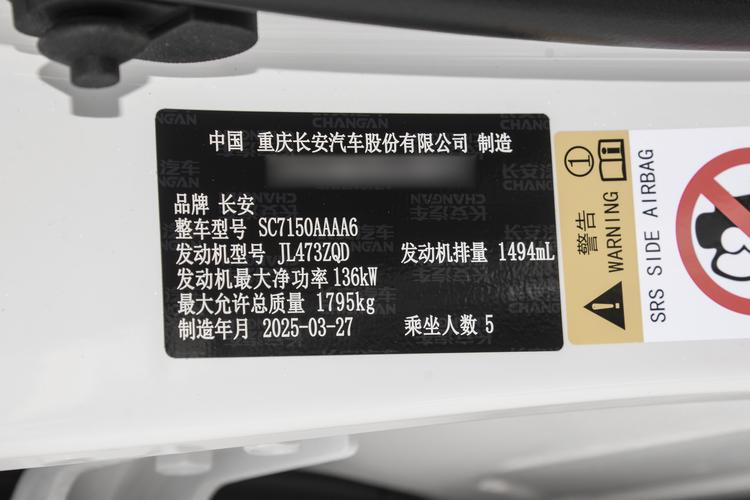 中国 重庆长安汽车股份有限公司 制造
品牌 长安
整车型号 SC7150AAAA6
发动机型号 JL473ZQD 发动机排量 1494mL
发动机最大净功率 136kW
最大允许总质量 1795kg
制造年月 2025-03-27 乘坐人数 5
① 
警告 WARNING
SRS SIDE AIRBAG